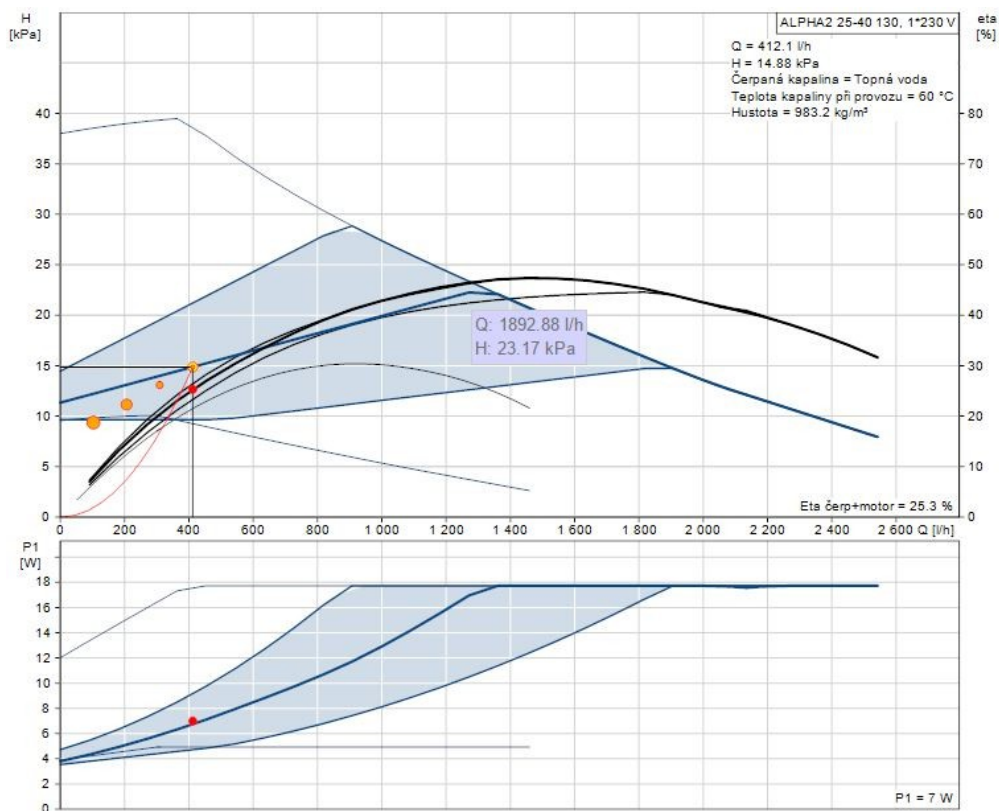 H
[kPa]
ALPHA2 25-40 130, 1*230 V
eta
[%]
Q = 412.1 l/h
H = 14.88 kPa
Čerpaná kapalina = Topná voda
Teplota kapaliny při provozu = 60 °C
Hustota = 983.2 kg/m³
40
35
30
25
20
15
10
5
0
80
70
60
50
40
30
20
10
0
Q: 1892.88 l/h
H: 23.17 kPa
Eta čerp+motor = 25.3 %
0 200 400 600 800 1 000 1 200 1 400 1 600 1 800 2 000 2 200 2 400 2 600 Q [l/h]
P1
[W]
18
16
14
12
10
8
6
4
2
0
P1 = 7 W